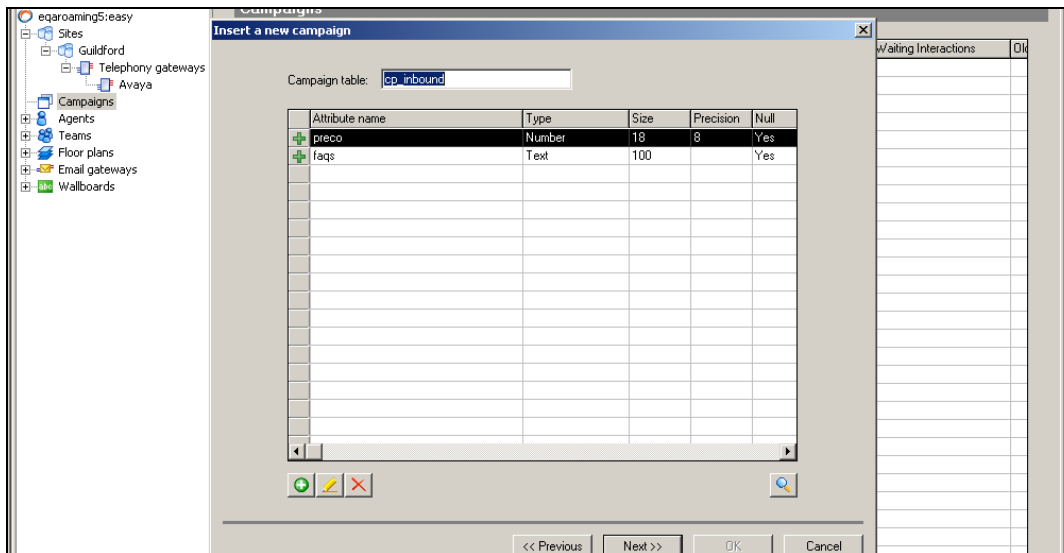 eqaroaming5:easy
Sites
Guildford
Telephony gateways
Avaya
Campaigns
Agents
Teams
Floor plans
Email gateways
abc Wallboards
Campaigns
Insert a new campaign
Campaign table: cp_inbound
Attribute name Type Size Precision Null
preco Number 18 8 Yes
faqs Text 100 Yes
<< Previous Next >> OK Cancel
Waiting Interactions